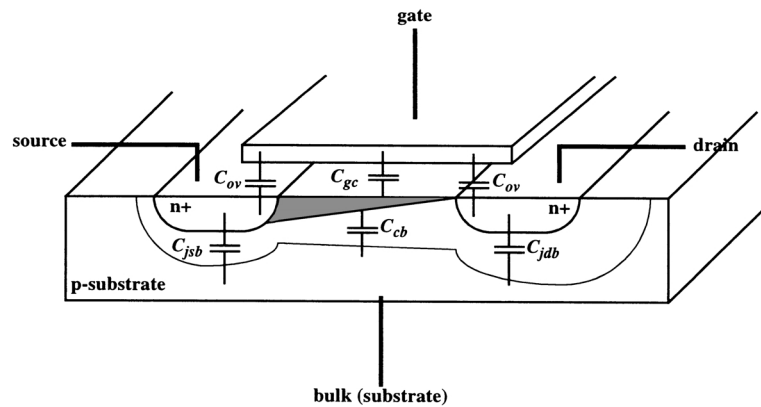 gate
source
drain
C_ov
C_gc
C_ov
n+
n+
C_jsb
C_cb
C_jdb
p-substrate
bulk (substrate)